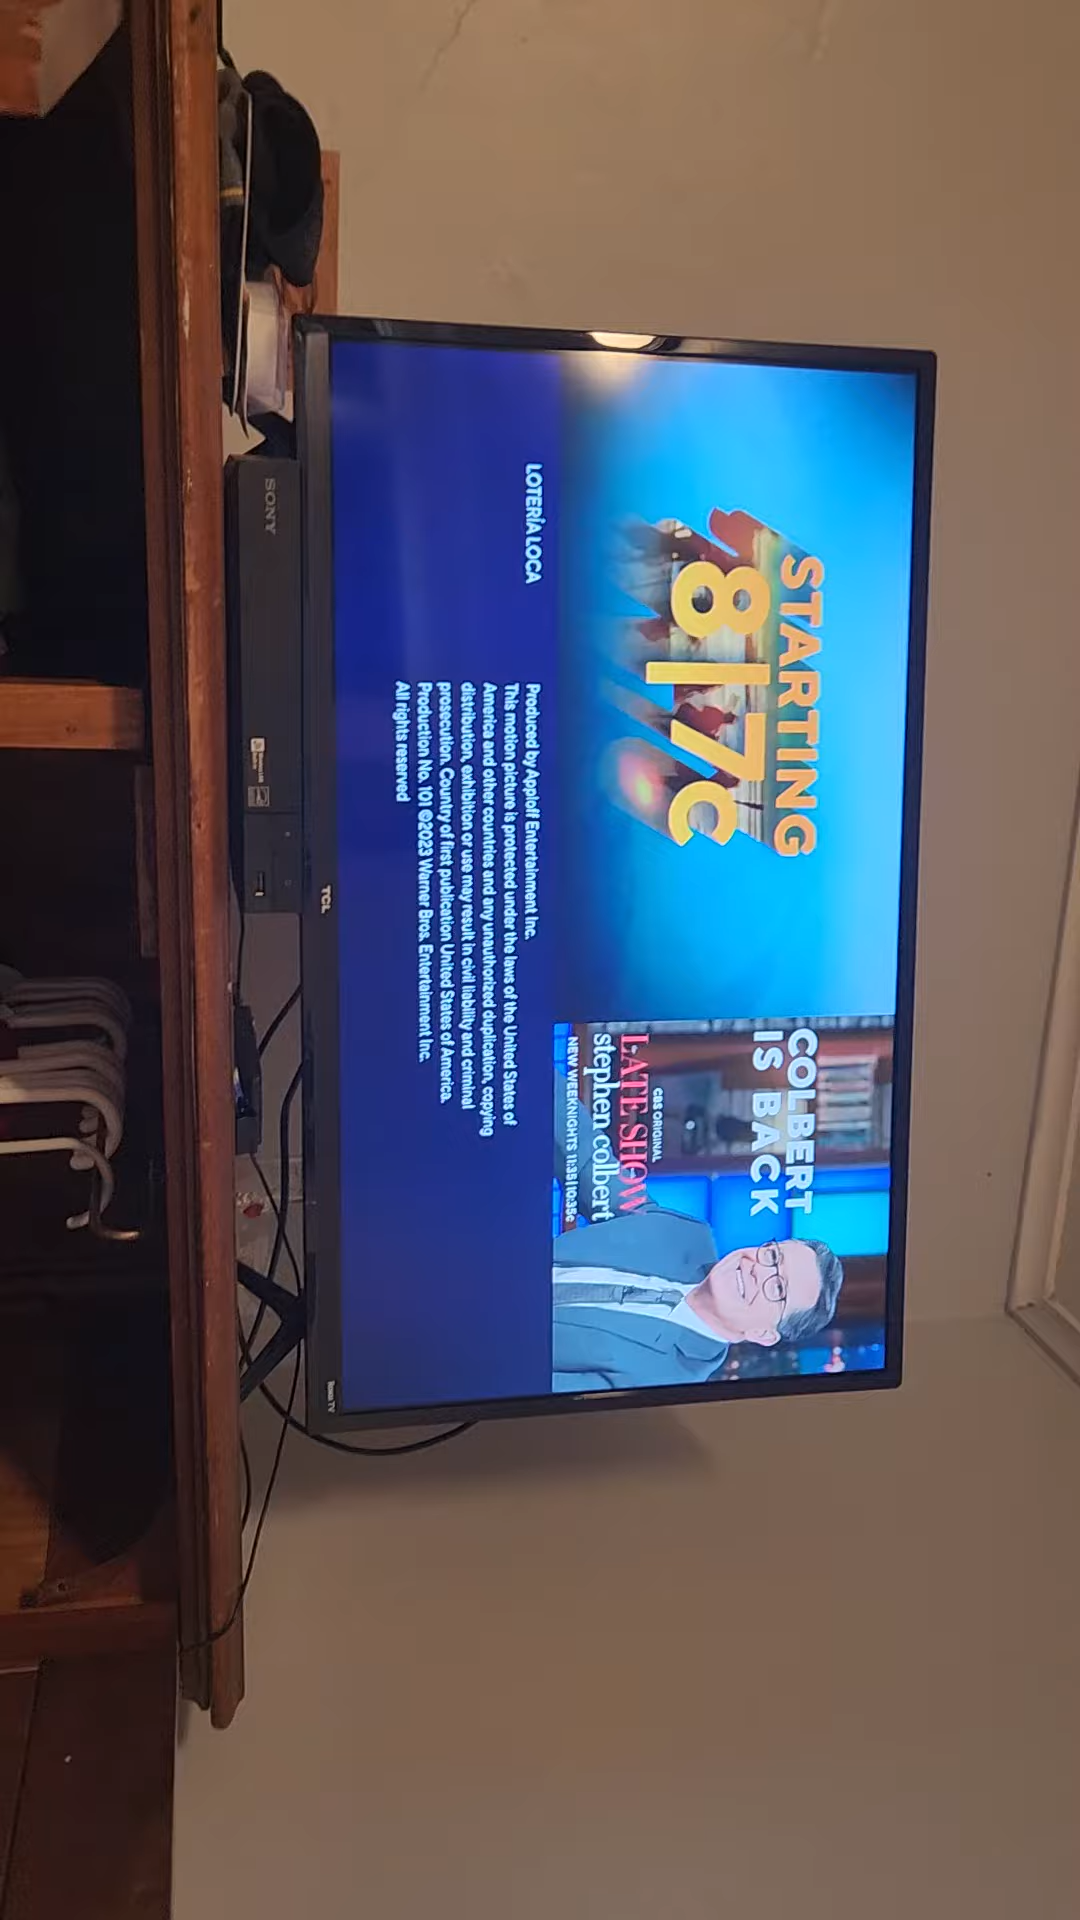 STARTING
8|7c
COLBERT
IS BACK
CBS ORIGINAL
LATE SHOW
stephen colbert
NEW WEEKNIGHTS 11:35|10:35c
LOTERÍA LOCA
Produced by Apploff Entertainment Inc.
This motion picture is protected under the laws of the United States of
America and other countries and any unauthorized duplication, copying
distribution, exhibition or use may result in civil liability and criminal
prosecution. Country of first publication United States of America.
Production No. 101 ©2023 Warner Bros. Entertainment Inc.
All rights reserved
TCL
Roku TV
SONY